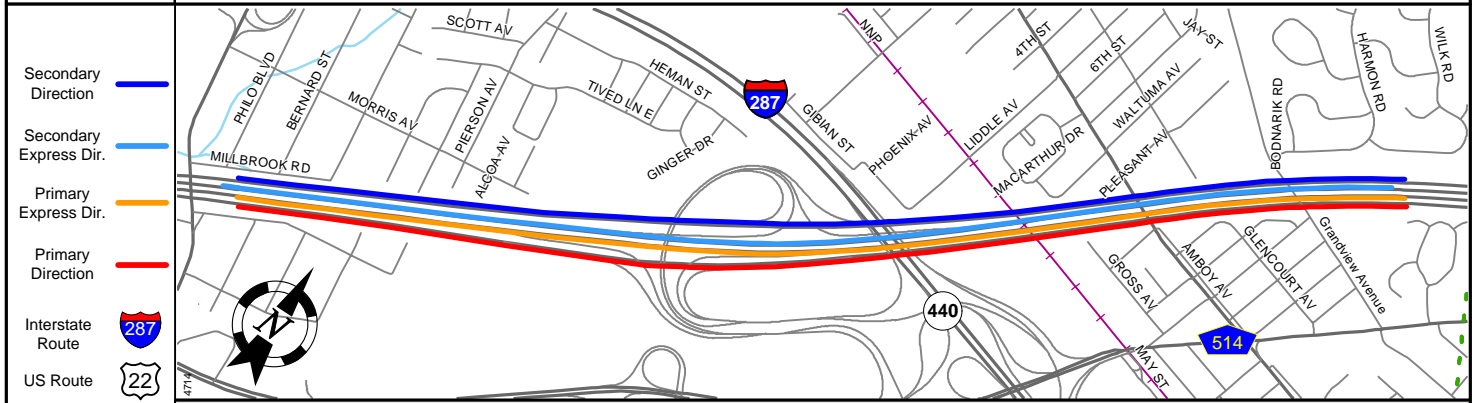 Secondary
Direction
Secondary
Express Dir.
Primary
Express Dir.
Primary
Direction
Interstate
Route
287
US Route
22
4714
SCOTT AV
PHILO BLVD
BERNARD ST
MORRIS AV
PIERSON AV
ALCOA AV
MILLBROOK RD
HEMAN ST
TIVED LN E
GINGER DR
287
GIBIAN ST
NNP
PHOENIX AV
LIDDLE AV
4TH ST
6TH ST
JAY ST
WALTUMA AV
MACARTHUR DR
PLEASANT AV
BODNARIK RD
HARMON RD
WILK RD
N
440
GROSS AV
AMBOY AV
GLENCOURT AV
Grandview Avenue
514
MAY ST